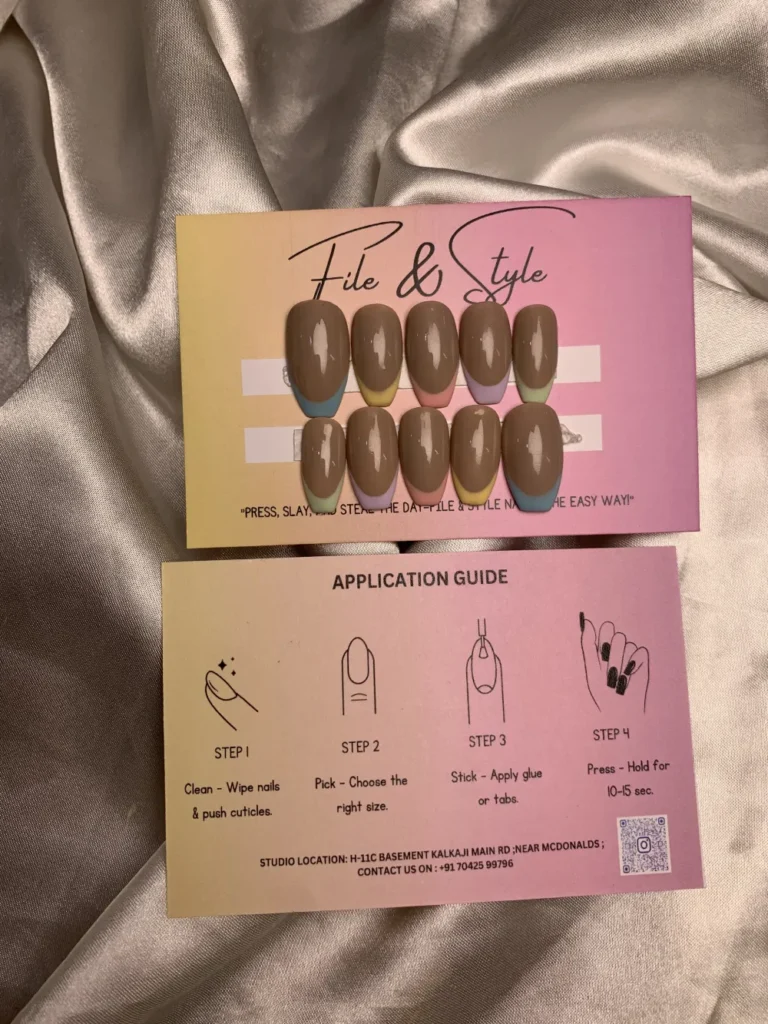 File & Style
"PRESS, SLAY, AND STEAL THE DAY-FILE & STYLE THE EASY WAY!"
APPLICATION GUIDE
STEP 1
STEP 2
STEP 3
STEP 4
Clean - Wipe nails
& push cuticles.
Pick - Choose the
right size.
Stick - Apply glue
or tabs.
Press - Hold for
10-15 sec.
STUDIO LOCATION: H-11C BASEMENT KALKAJI MAIN RD ;NEAR MCDONALDS ;
CONTACT US ON : +91 70425 99796